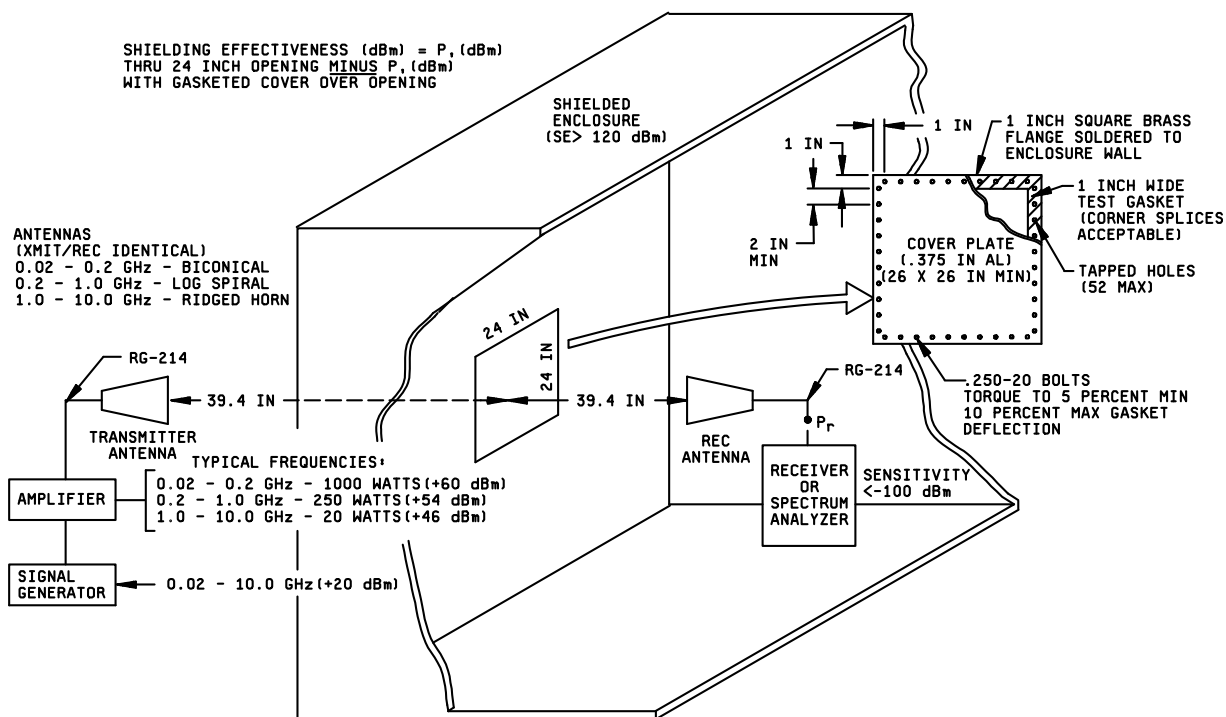 SHIELDING EFFECTIVENESS (dBm) = P, (dBm)
THRU 24 INCH OPENING MINUS P, (dBm)
WITH GASKETED COVER OVER OPENING
SHIELDED
ENCLOSURE
(SE> 120 dBm)
1 IN
1 IN
2 IN
MIN
1 INCH SQUARE BRASS
FLANGE SOLDERED TO
ENCLOSURE WALL
1 INCH WIDE
TEST GASKET
(CORNER SPLICES
ACCEPTABLE)
COVER PLATE
(.375 IN AL)
(26 X 26 IN MIN)
TAPPED HOLES
(52 MAX)
ANTENNAS
(XMIT/REC IDENTICAL)
0.02 - 0.2 GHz - BICONICAL
0.2 - 1.0 GHz - LOG SPIRAL
1.0 - 10.0 GHz - RIDGED HORN
24 IN
24 IN
RG-214
39.4 IN
39.4 IN
RG-214
.250-20 BOLTS
TORQUE TO 5 PERCENT MIN
10 PERCENT MAX GASKET
DEFLECTION
TRANSMITTER
ANTENNA
REC
ANTENNA
Pr
TYPICAL FREQUENCIES:
0.02 - 0.2 GHz - 1000 WATTS (+60 dBm)
0.2 - 1.0 GHz - 250 WATTS (+54 dBm)
1.0 - 10.0 GHz - 20 WATTS (+46 dBm)
AMPLIFIER
RECEIVER
OR
SPECTRUM
ANALYZER
SENSITIVITY
<-100 dBm
SIGNAL
GENERATOR
0.02 - 10.0 GHz (+20 dBm)